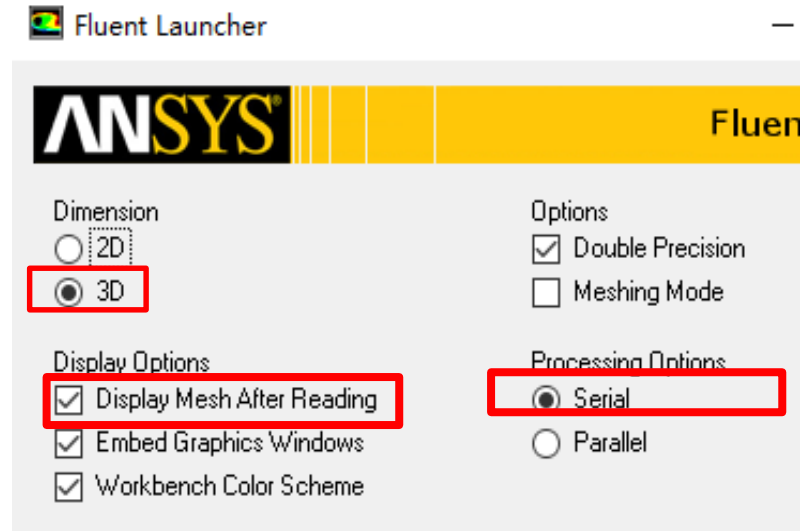 Fluent Launcher
ANSYS®
Fluen
Dimension
2D
3D
Options
Double Precision
Meshing Mode
Display Options
Display Mesh After Reading
Embed Graphics Windows
Workbench Color Scheme
Processing Options
Serial
Parallel